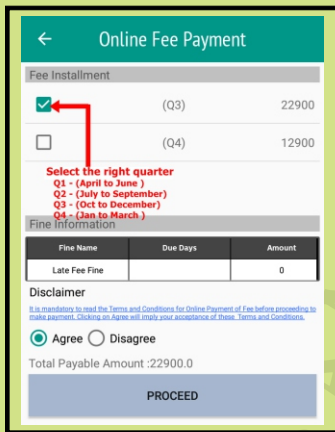 Online Fee Payment
Fee Installment
(Q3) 22900
(Q4) 12900
Select the right quarter
Q1 - (April to June )
Q2 - (July to September)
Q3 - (Oct to December)
Q4 - (Jan to March )
Fine Information
Fine Name Due Days Amount
Late Fee Fine 0
Disclaimer
It is mandatory to read the Terms and Conditions for Online Payment of Fee before proceeding to
make payment. Clicking on Agree will imply your acceptance of these Terms and Conditions.
Agree Disagree
Total Payable Amount :22900.0
PROCEED